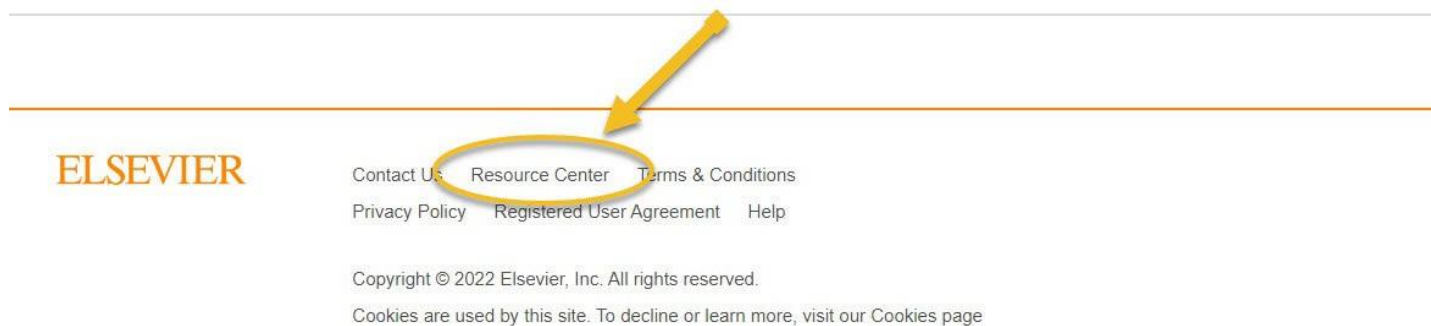 ELSEVIER
Contact Us Resource Center Terms & Conditions
Privacy Policy Registered User Agreement Help
Copyright © 2022 Elsevier, Inc. All rights reserved.
Cookies are used by this site. To decline or learn more, visit our Cookies page